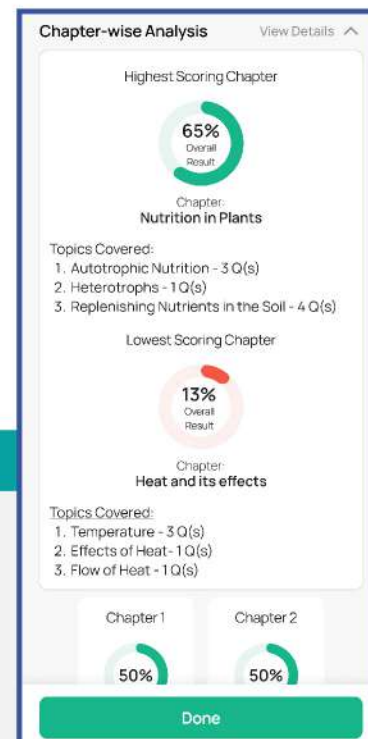 Chapter-wise Analysis View Details
Highest Scoring Chapter
65%
Overall
Result
Chapter:
Nutrition in Plants
Topics Covered:
1. Autotrophic Nutrition - 3 Q(s)
2. Heterotrophs - 1 Q(s)
3. Replenishing Nutrients in the Soil - 4 Q(s)
Lowest Scoring Chapter
13%
Overall
Result
Chapter:
Heat and its effects
Topics Covered:
1. Temperature - 3 Q(s)
2. Effects of Heat- 1 Q(s)
3. Flow of Heat - 1 Q(s)
Chapter 1 Chapter 2
50% 50%
Done